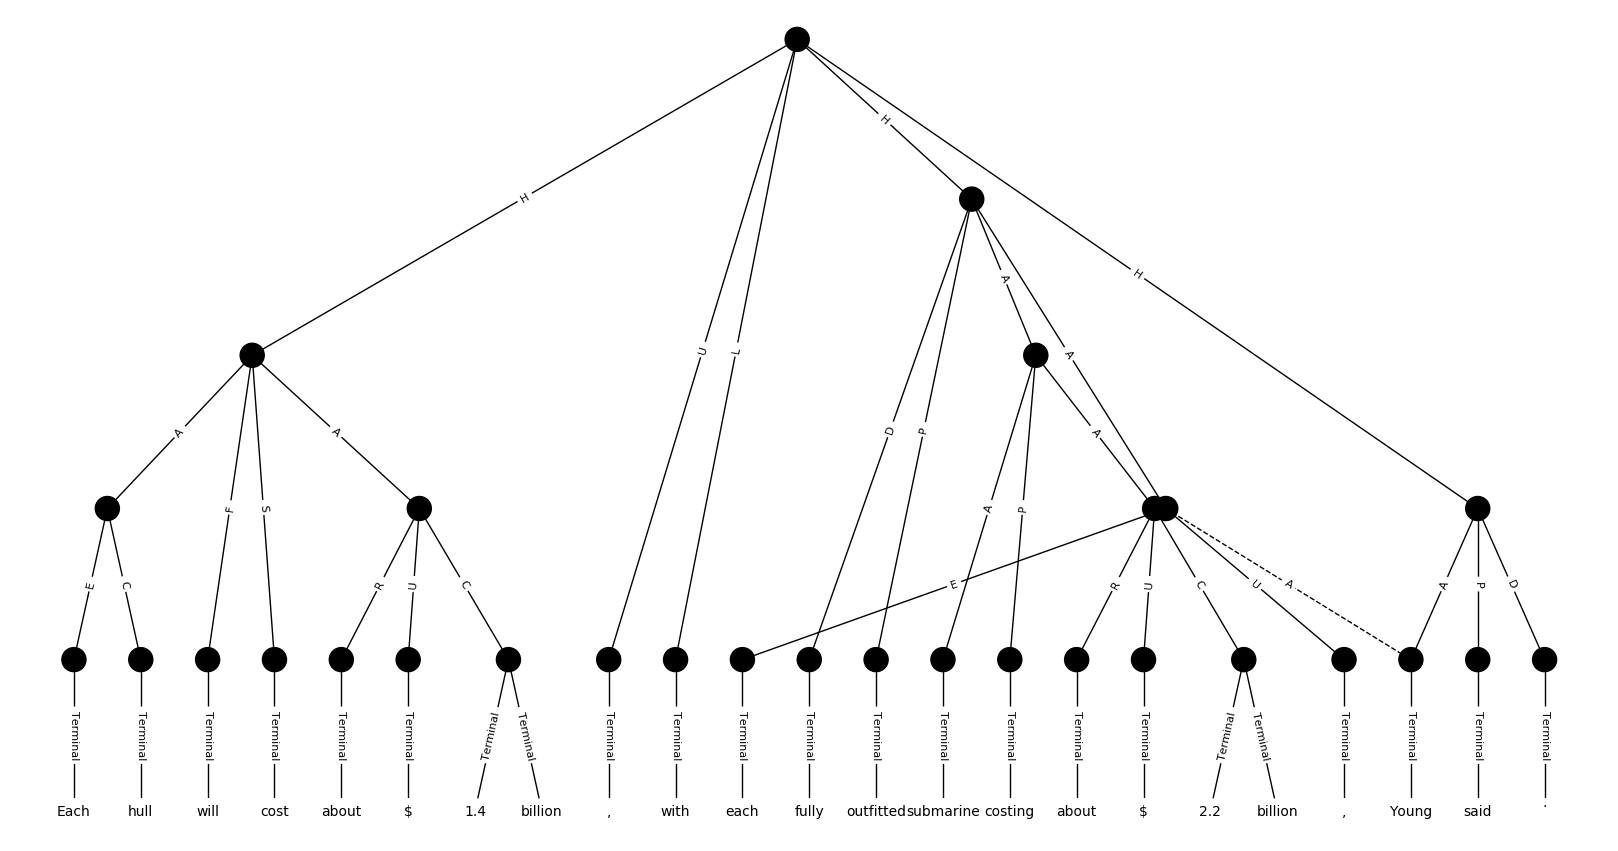 H
H
H
U
L
A
A
D
P
A
A
F
S
A
A
P
E
C
R
U
C
E
R
U
C
U
A
A
P
D
Terminal Terminal Terminal Terminal Terminal Terminal Terminal Terminal Terminal Terminal Terminal Terminal Terminal Terminal Terminal Terminal Terminal Terminal Terminal Terminal Terminal Terminal Terminal
Each hull will cost about $ 1.4 billion , with each fully outfitted submarine costing about $ 2.2 billion , Young said .